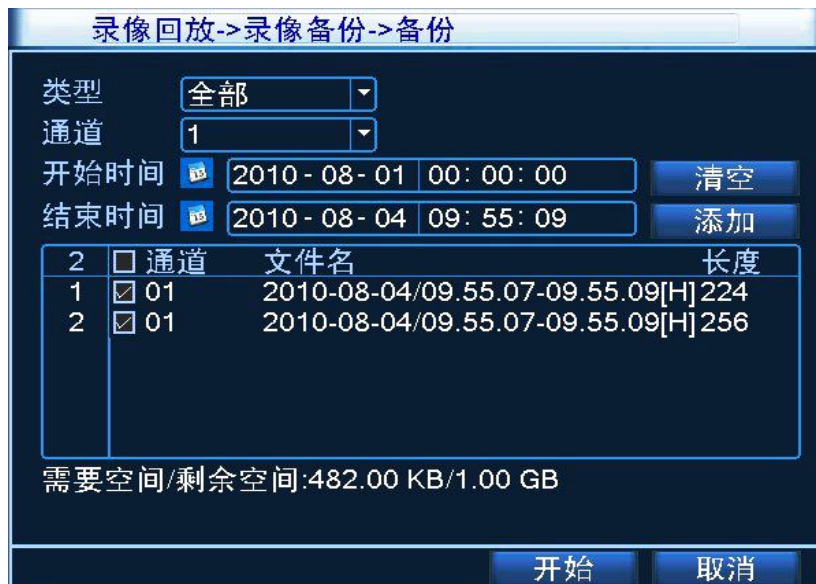 录像回放->录像备份->备份
类型 全部
通道 1
开始时间 2010 - 08 - 01 00: 00: 00 清空
结束时间 2010 - 08 - 04 09: 55: 09 添加
2 通道 文件名 长度
1 01 2010-08-04/09.55.07-09.55.09[H] 224
2 01 2010-08-04/09.55.07-09.55.09[H] 256
需要空间/剩余空间:482.00 KB/1.00 GB
开始 取消